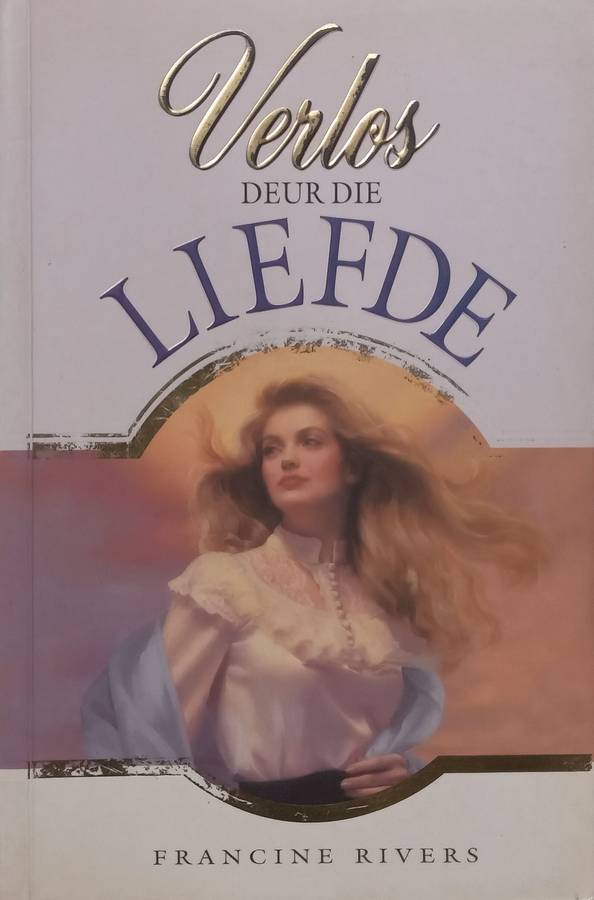 Verlos
DEUR DIE
LIEFDE
FRANCINE RIVERS